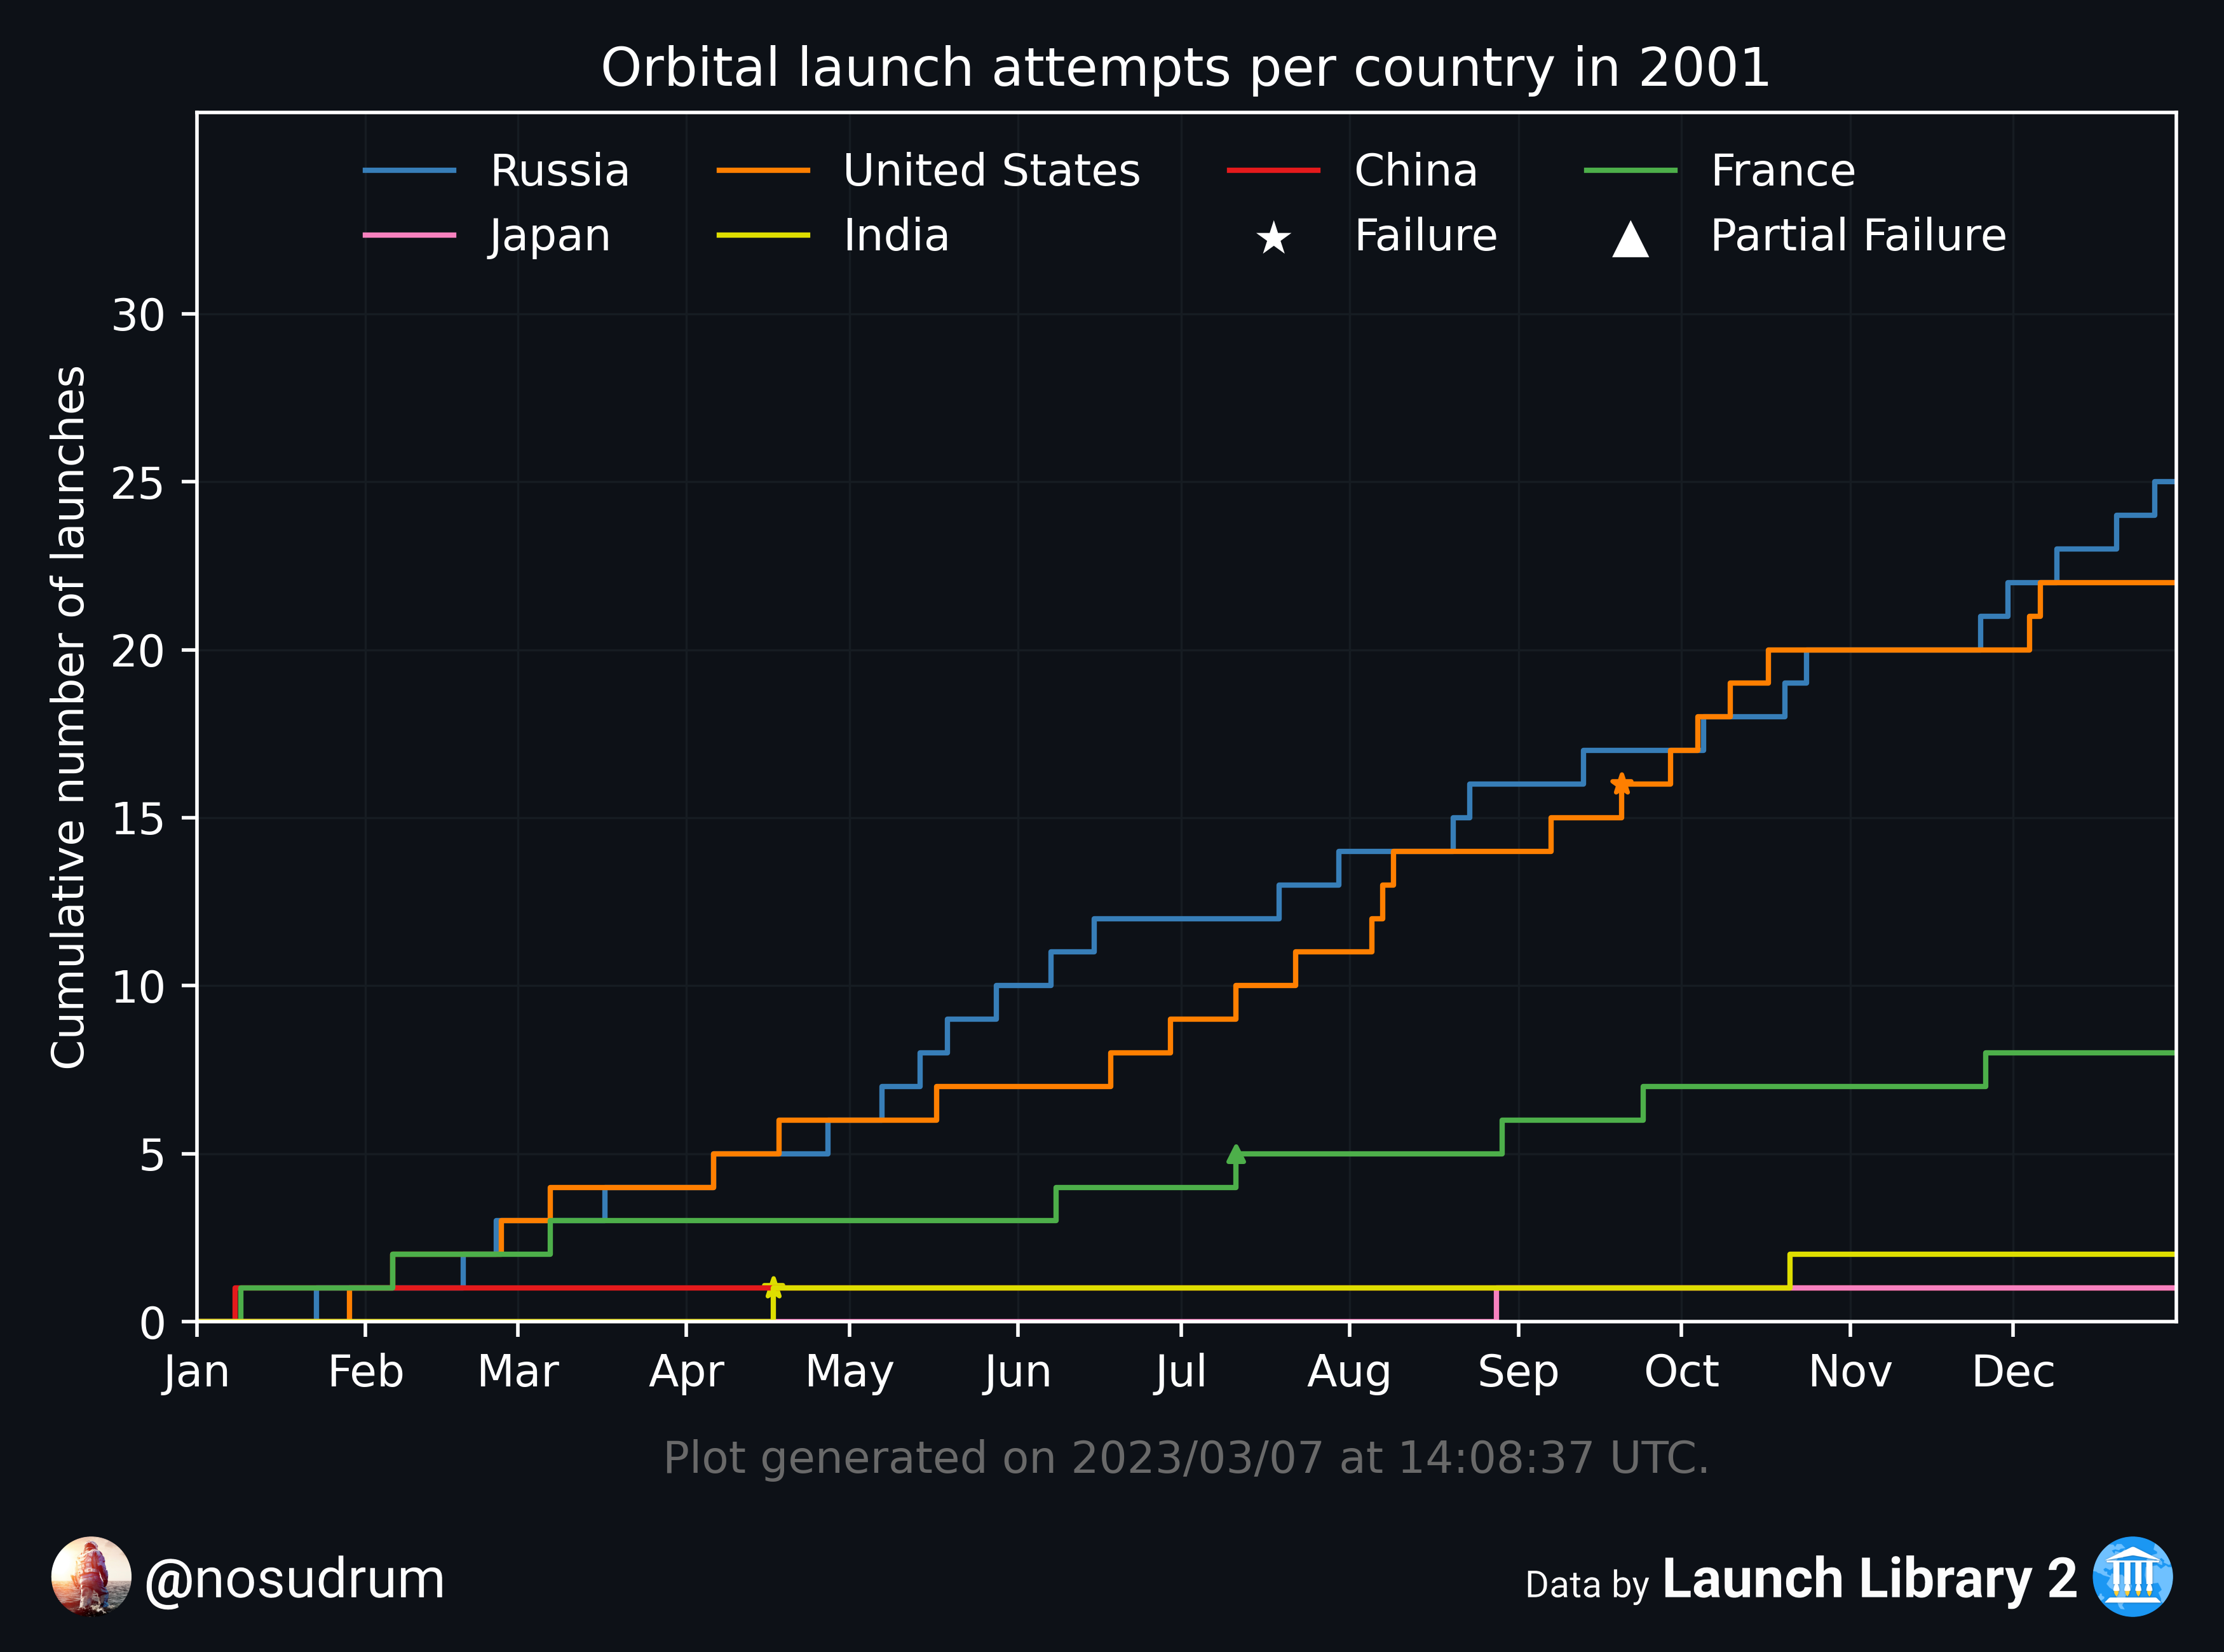 Orbital launch attempts per country in 2001
Russia United States China France
Japan India Failure Partial Failure
Cumulative number of launches
30
25
20
15
10
5
0
Jan Feb Mar Apr May Jun Jul Aug Sep Oct Nov Dec
Plot generated on 2023/03/07 at 14:08:37 UTC.
@nosudrum
Data by Launch Library 2